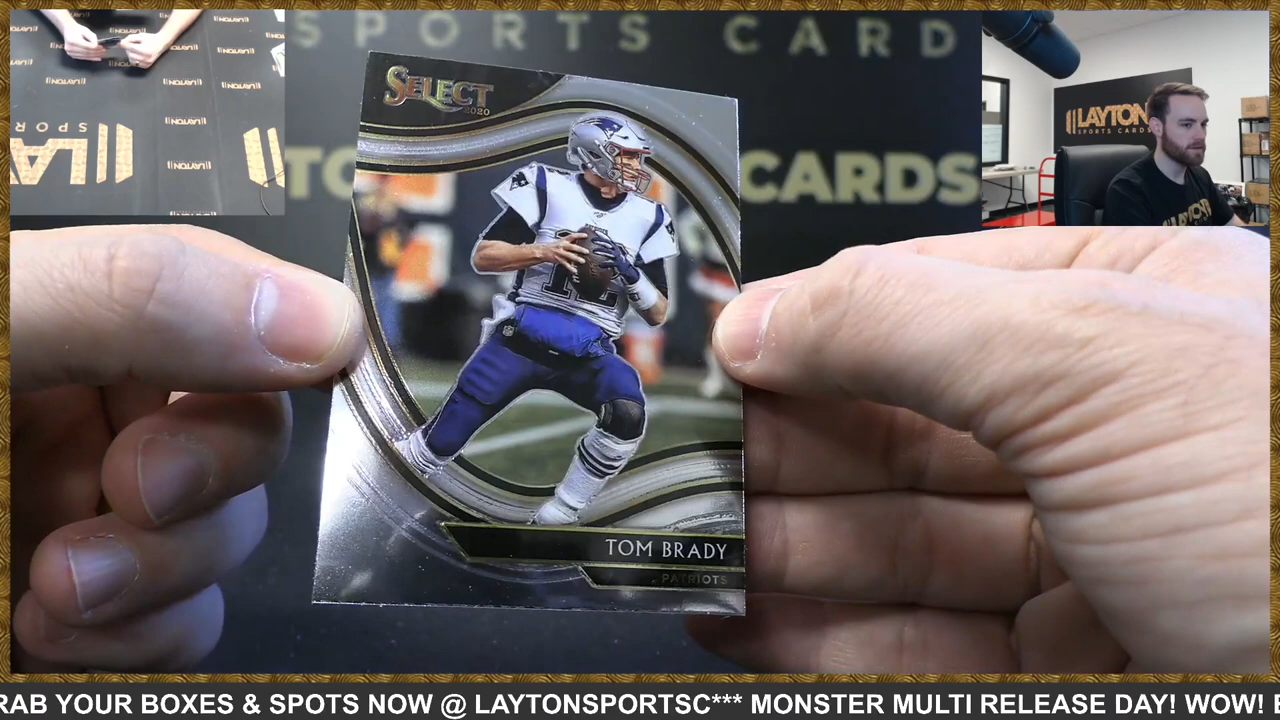 SPORTS CARD
CARDS
LAYTON
SPORTS CARDS
LAYTON
SELECT
2020
TOM BRADY
PATRIOTS
RAB YOUR BOXES & SPOTS NOW @ LAYTONSPORTSC*** MONSTER MULTI RELEASE DAY! WOW!